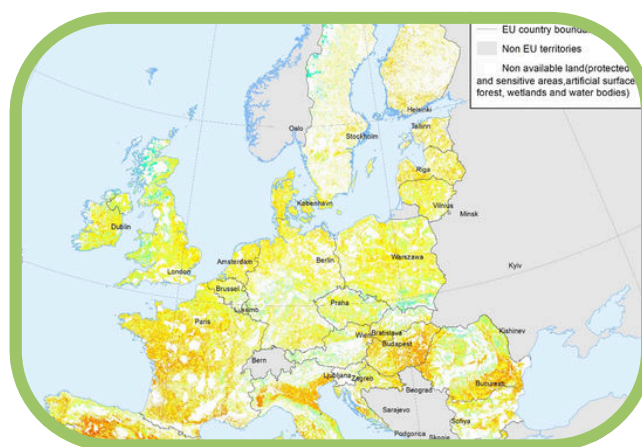 EU country bound
Non EU territories
Non available land(protected
and sensitive areas,artificial surface
forest, wetlands and water bodies)
Helsinki
Oslo
Stockholm
Tallinn
Riga
København
Vilnius
Minsk
Dublin
Amsterdam
Berlin
Warszawa
London
Brussel
Kyiv
Luxemb
Praha
Paris
Kishinev
Wien
Bratislava
Budapest
Bern
Ljubljana
Zagreb
Beograd
Bucuresti
Sarajevo
Sofiya
Podgorica
Skopje